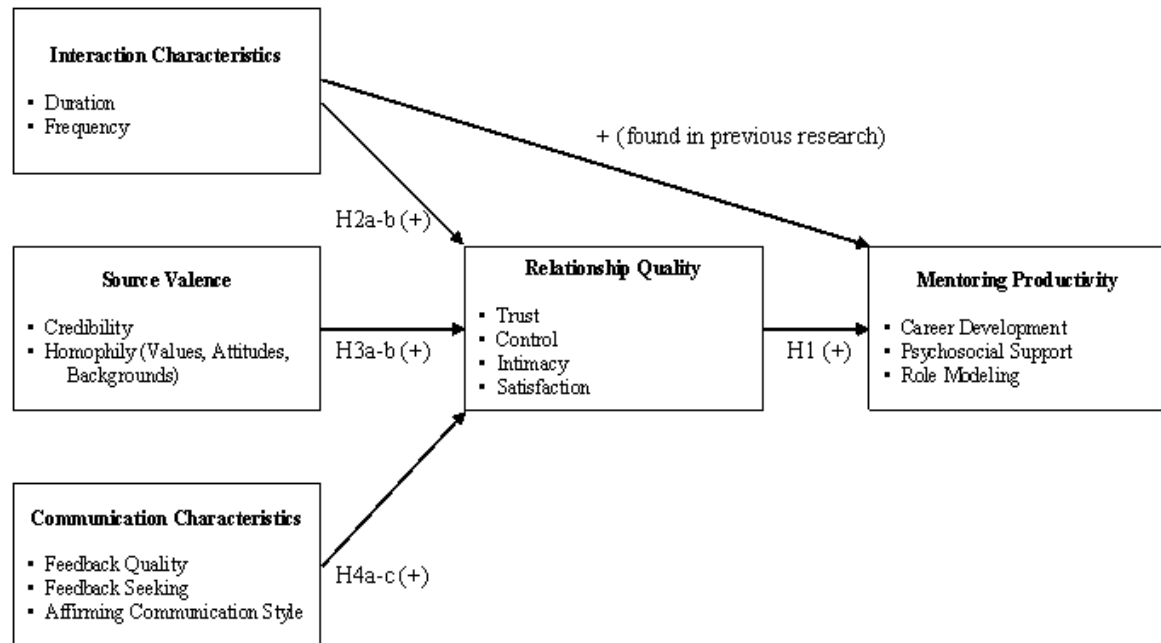 Interaction Characteristics
▪ Duration
▪ Frequency
+ (found in previous research)
H2a-b (+)
Source Valence
▪ Credibility
▪ Homophily (Values, Attitudes,
Backgrounds)
H3a-b (+)
Relationship Quality
▪ Trust
▪ Control
▪ Intimacy
▪ Satisfaction
H1 (+)
Mentoring Productivity
▪ Career Development
▪ Psychosocial Support
▪ Role Modeling
Communication Characteristics
▪ Feedback Quality
▪ Feedback Seeking
▪ Affirming Communication Style
H4a-c (+)